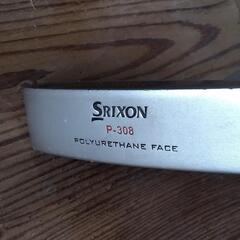 SRIXON
P-308
POLYURETHANE FACE